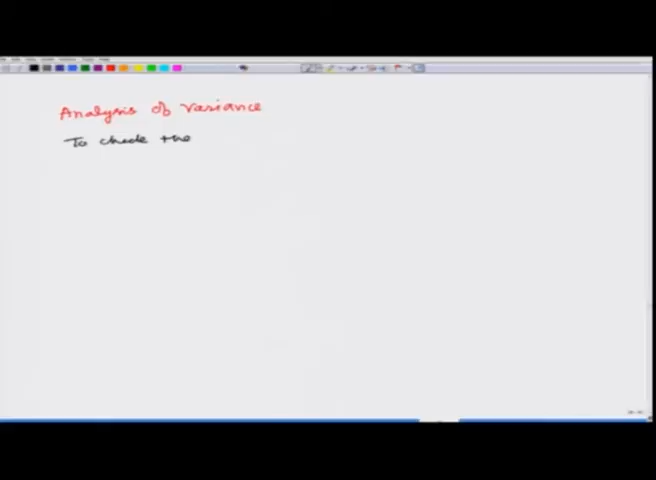 Analysis of Variance
To check the